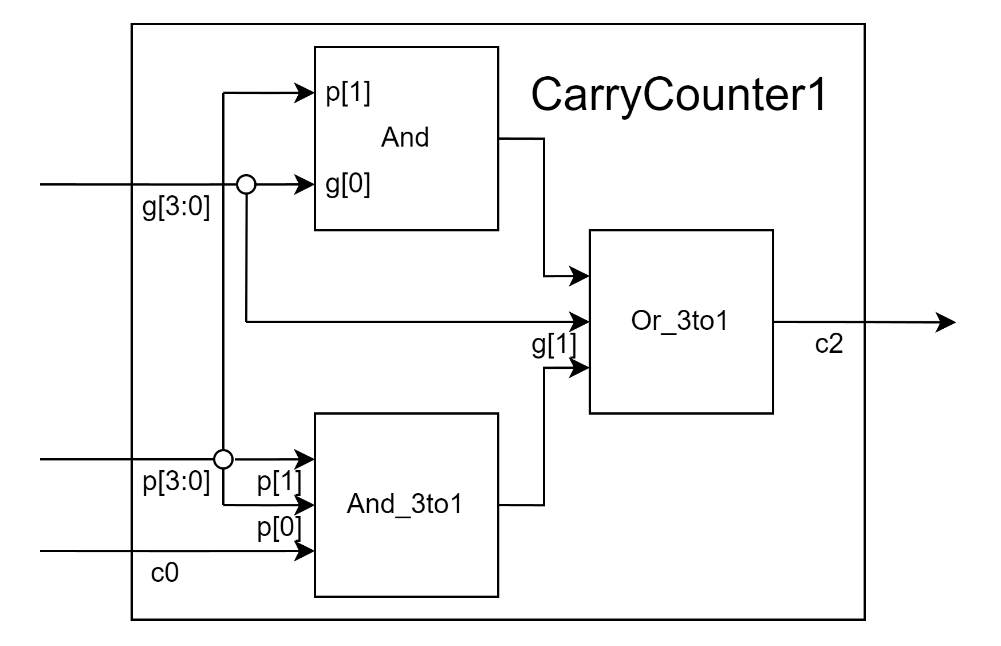 CarryCounter1
p[1]
And
g[0]
g[3:0]
Or_3to1
g[1]
c2
p[3:0]
p[1]
And_3to1
p[0]
c0